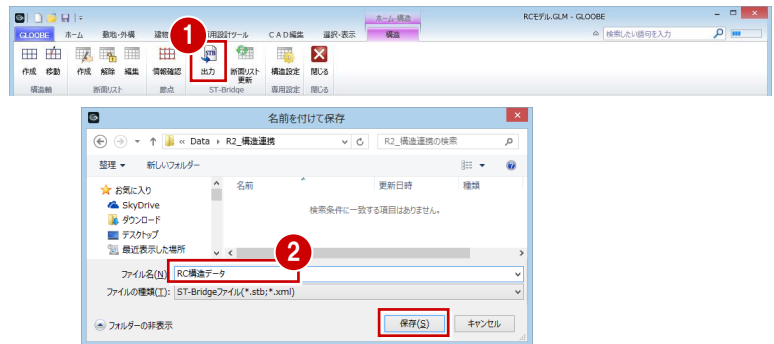 ホーム-構造
RCモデル.GLM - GLOOBE
GLOOBE ホーム 敷地・外構 建物 用設計ツール CAD編集 選択・表示 構造
検索したい語句を入力
1
STB
作成 移動 作成 解除 編集 情報確認 出力 断面リスト更新 構造設定 閉じる
構造軸 断面リスト 節点 ST-Bridge 専用設定 閉じる
名前を付けて保存
« Data R2_構造連携
R2_構造連携の検索
整理 新しいフォルダー
お気に入り
SkyDrive
ダウンロード
デスクトップ
最近表示した場所
名前 更新日時 種類
検索条件に一致する項目はありません。
2
ファイル名(N): RC構造データ
ファイルの種類(T): ST-Bridgeファイル(*.stb;*.xml)
フォルダーの非表示
保存(S) キャンセル